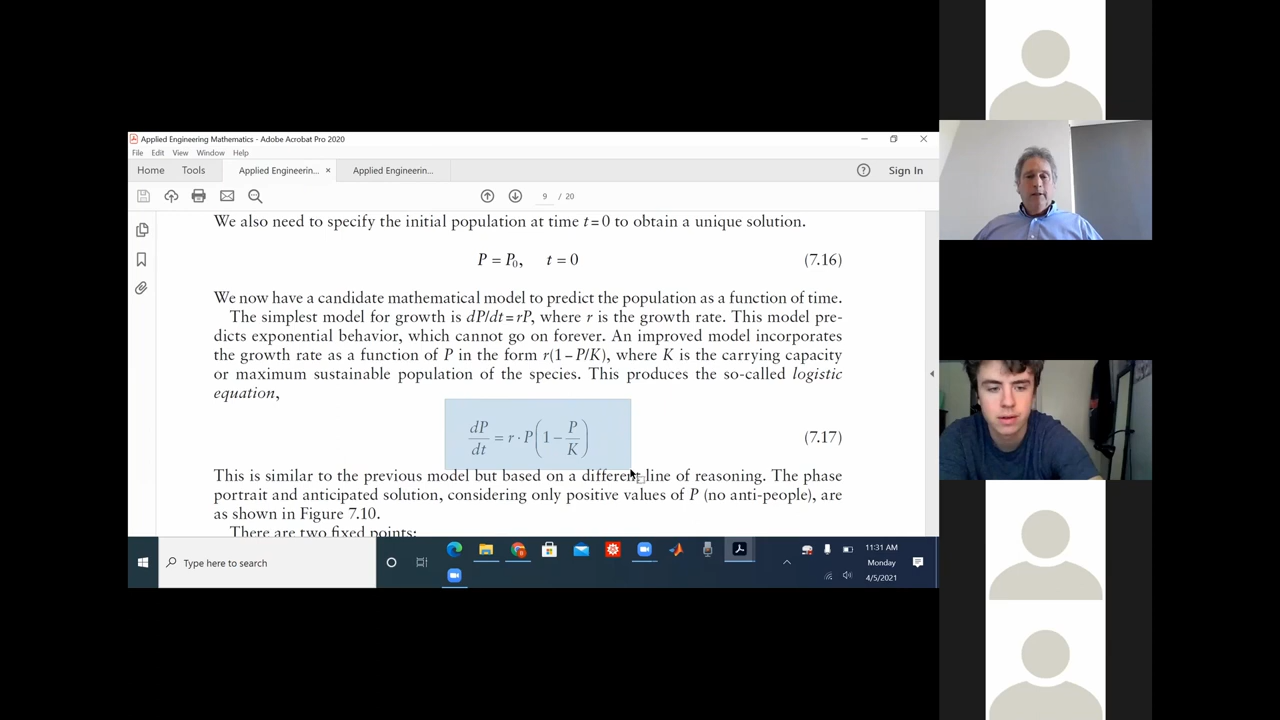 Applied Engineering Mathematics - Adobe Acrobat Pro 2020
File Edit View Window Help
Home Tools Applied Engineerin... × Applied Engineerin... Sign In
9 / 20
We also need to specify the initial population at time t = 0 to obtain a unique solution.
P = P₀, t = 0 (7.16)
We now have a candidate mathematical model to predict the population as a function of time.
The simplest model for growth is dP/dt = rP, where r is the growth rate. This model pre-
dicts exponential behavior, which cannot go on forever. An improved model incorporates
the growth rate as a function of P in the form r(1 – P/K), where K is the carrying capacity
or maximum sustainable population of the species. This produces the so-called logistic
equation,
dP/dt = r · P(1 − P/K) (7.17)
This is similar to the previous model but based on a different line of reasoning. The phase
portrait and anticipated solution, considering only positive values of P (no anti-people), are
as shown in Figure 7.10.
There are two fixed points:
Type here to search
11:31 AM
Monday
4/5/2021